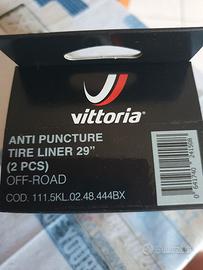 vittoria
ANTI PUNCTURE
TIRE LINER 29"
(2 PCS)
OFF-ROAD
COD. 111.5KL.02.48.444BX